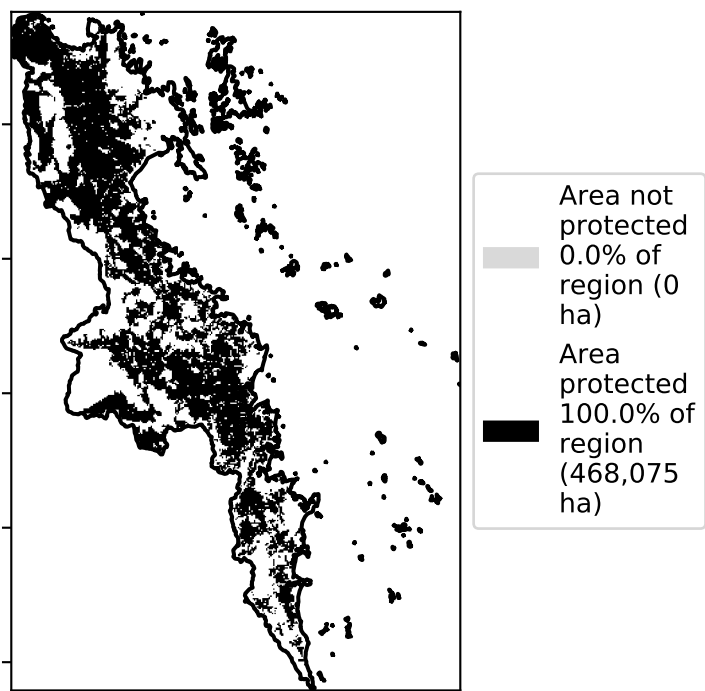 Area not
protected
0.0% of
region (0
ha)
Area
protected
100.0% of
region
(468,075
ha)